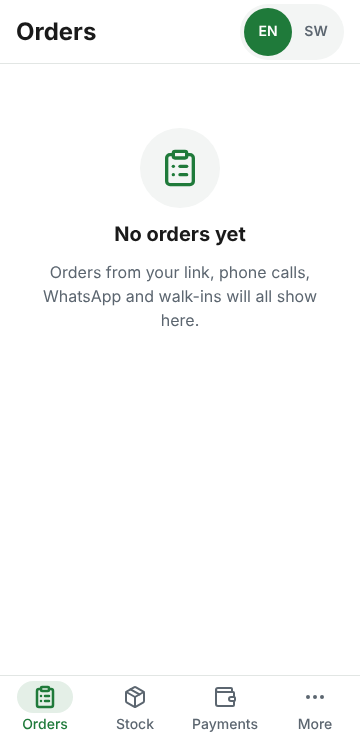 Orders
EN SW
No orders yet
Orders from your link, phone calls,
WhatsApp and walk-ins will all show
here.
Orders Stock Payments More